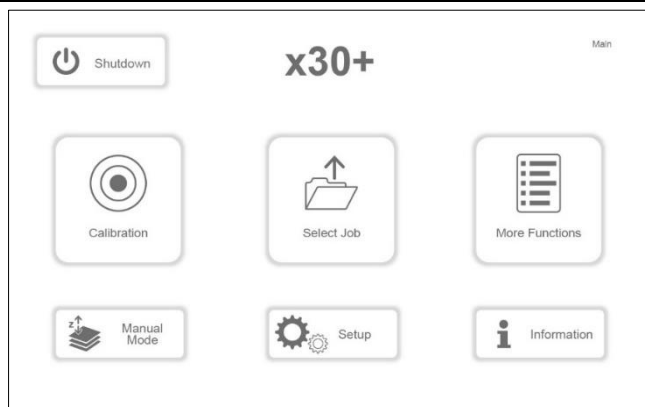 Shutdown
x30+
Main
Calibration
Select Job
More Functions
z
Manual
Mode
Setup
Information